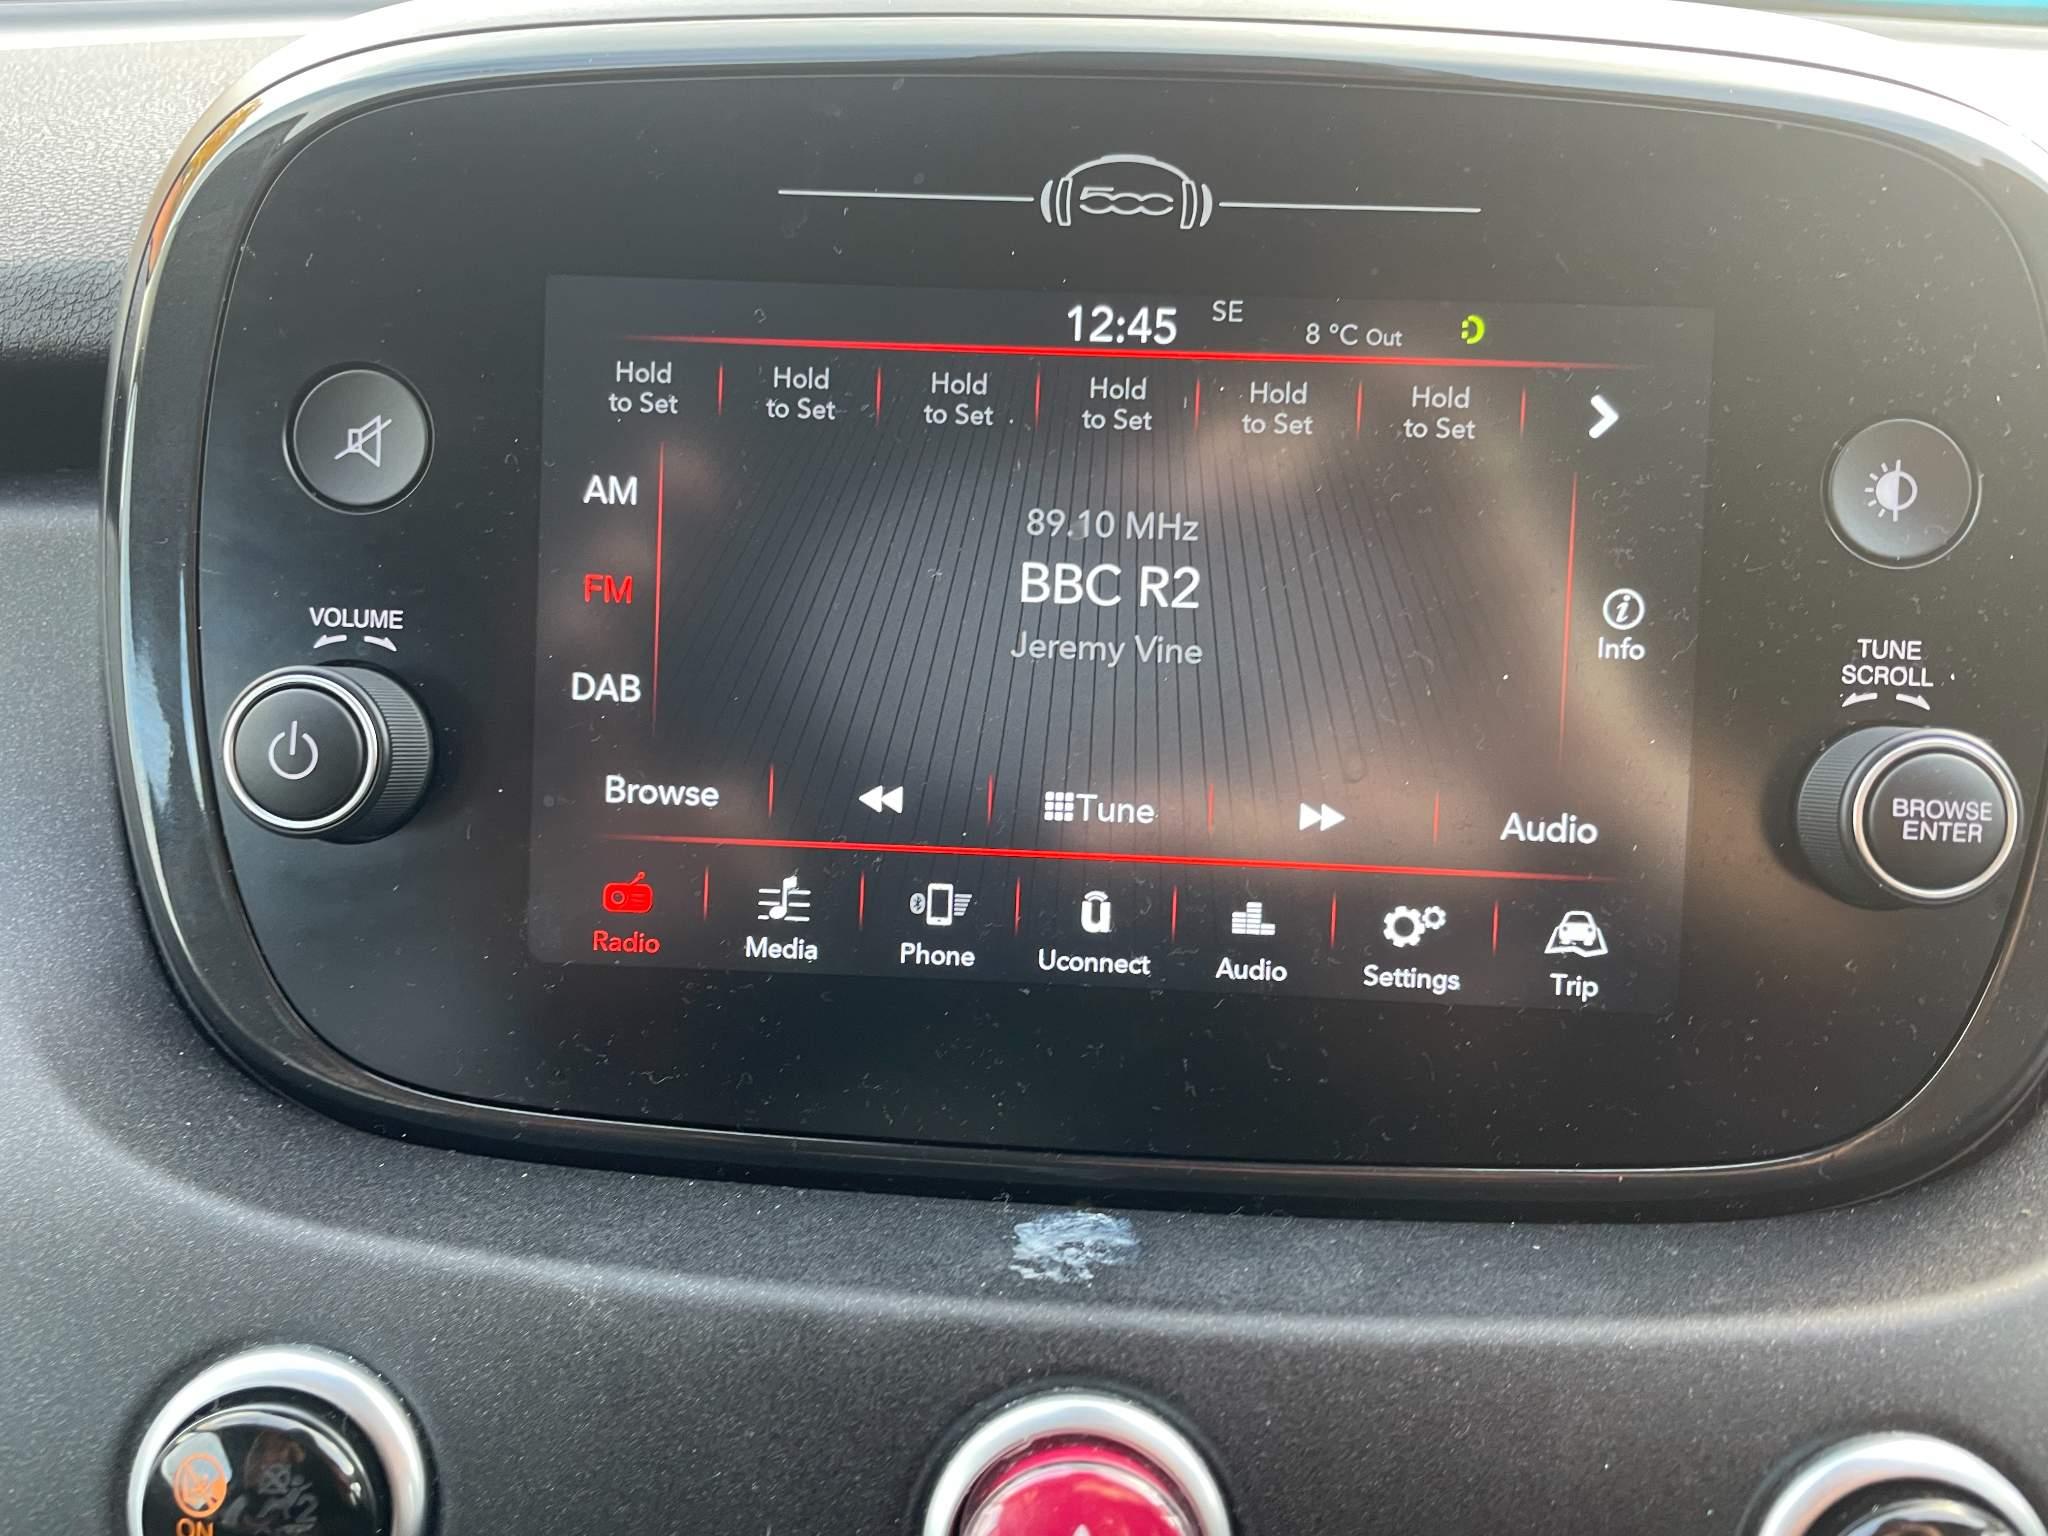 500
12:45 SE 8 °C Out
Hold to Set
Hold to Set
Hold to Set
Hold to Set
Hold to Set
Hold to Set
AM
FM
DAB
89.10 MHz
BBC R2
Jeremy Vine
Info
VOLUME
TUNE
SCROLL
BROWSE
ENTER
Browse Tune Audio
Radio Media Phone Uconnect Audio Settings Trip
ON